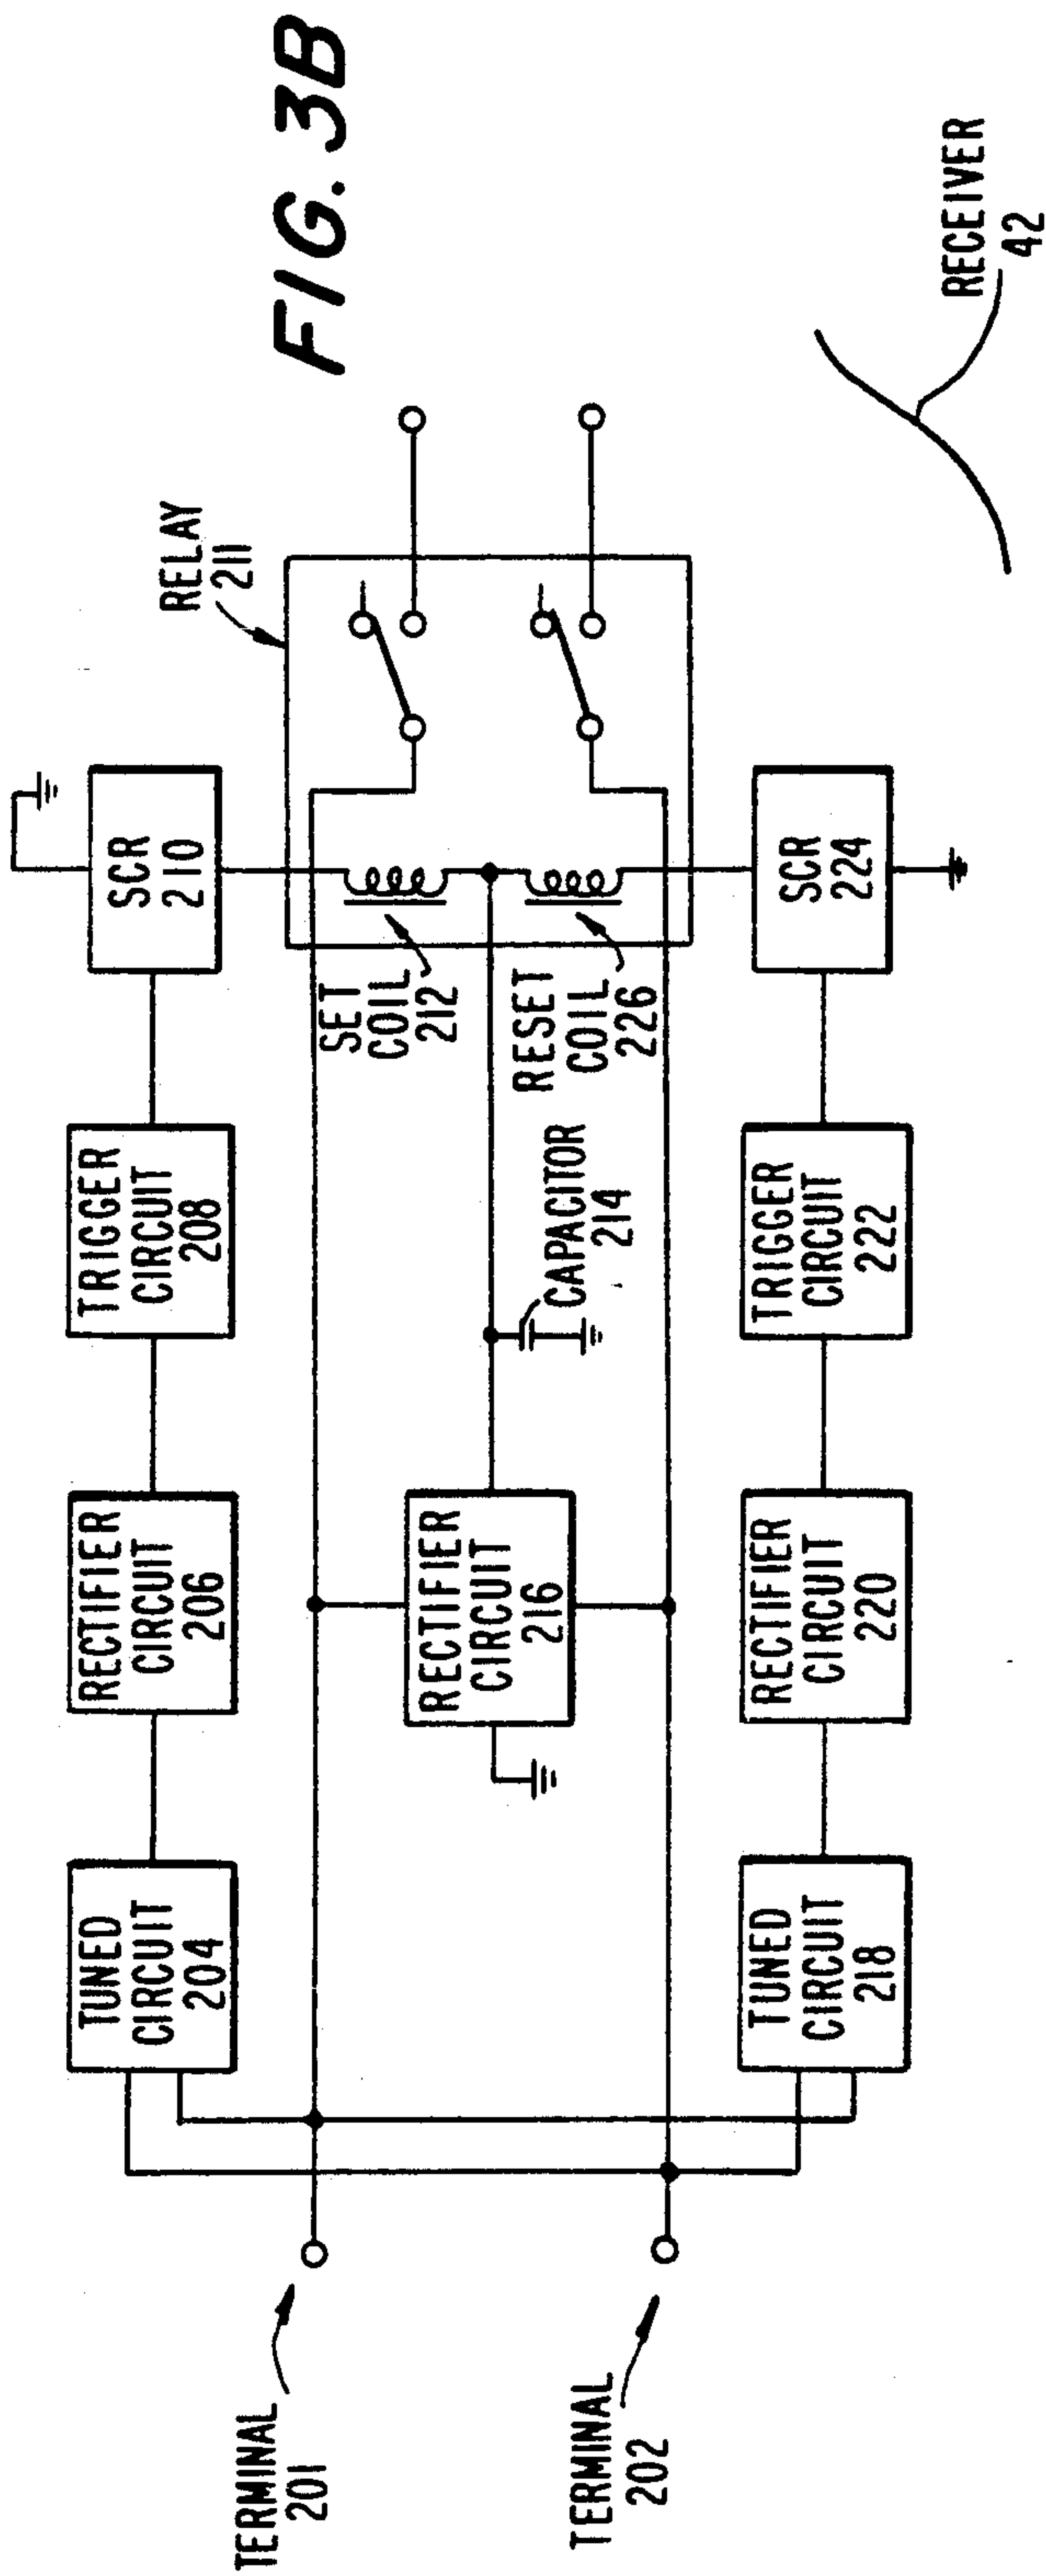 FIG. 3B
TERMINAL
201
TERMINAL
202
TUNED
CIRCUIT
204
RECTIFIER
CIRCUIT
206
TRIGGER
CIRCUIT
208
SCR
210
RELAY
211
SET
COIL
212
RESET
COIL
226
RECTIFIER
CIRCUIT
216
CAPACITOR
214
TUNED
CIRCUIT
218
RECTIFIER
CIRCUIT
220
TRIGGER
CIRCUIT
222
SCR
224
RECEIVER
42